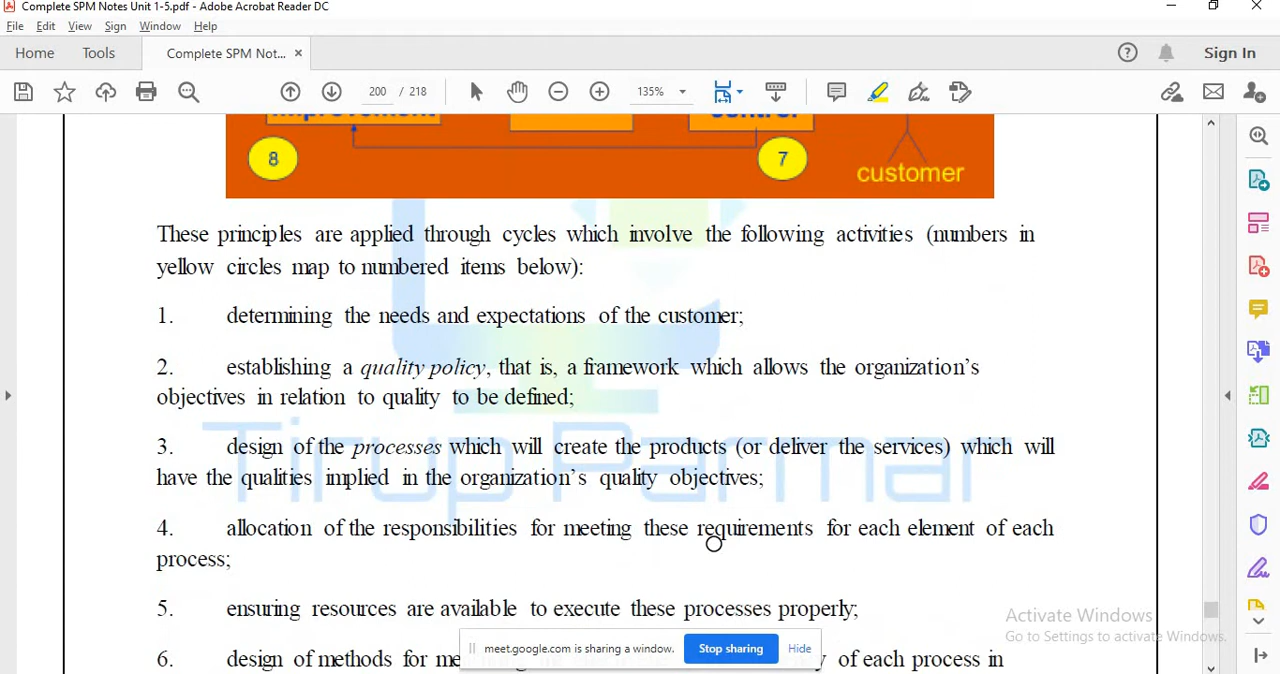 Complete SPM Notes Unit 1-5.pdf - Adobe Acrobat Reader DC
File Edit View Sign Window Help
Home Tools Complete SPM Not... × Sign In
200 / 218 135%
improvement control
8 7
customer
These principles are applied through cycles which involve the following activities (numbers in
yellow circles map to numbered items below):
1. determining the needs and expectations of the customer;
2. establishing a quality policy, that is, a framework which allows the organization's
objectives in relation to quality to be defined;
3. design of the processes which will create the products (or deliver the services) which will
have the qualities implied in the organization's quality objectives;
Tirup Parmar
4. allocation of the responsibilities for meeting these requirements for each element of each
process;
5. ensuring resources are available to execute these processes properly;
Activate Windows
Go to Settings to activate Windows.
meet.google.com is sharing a window. Stop sharing Hide
6. design of methods for of each process in